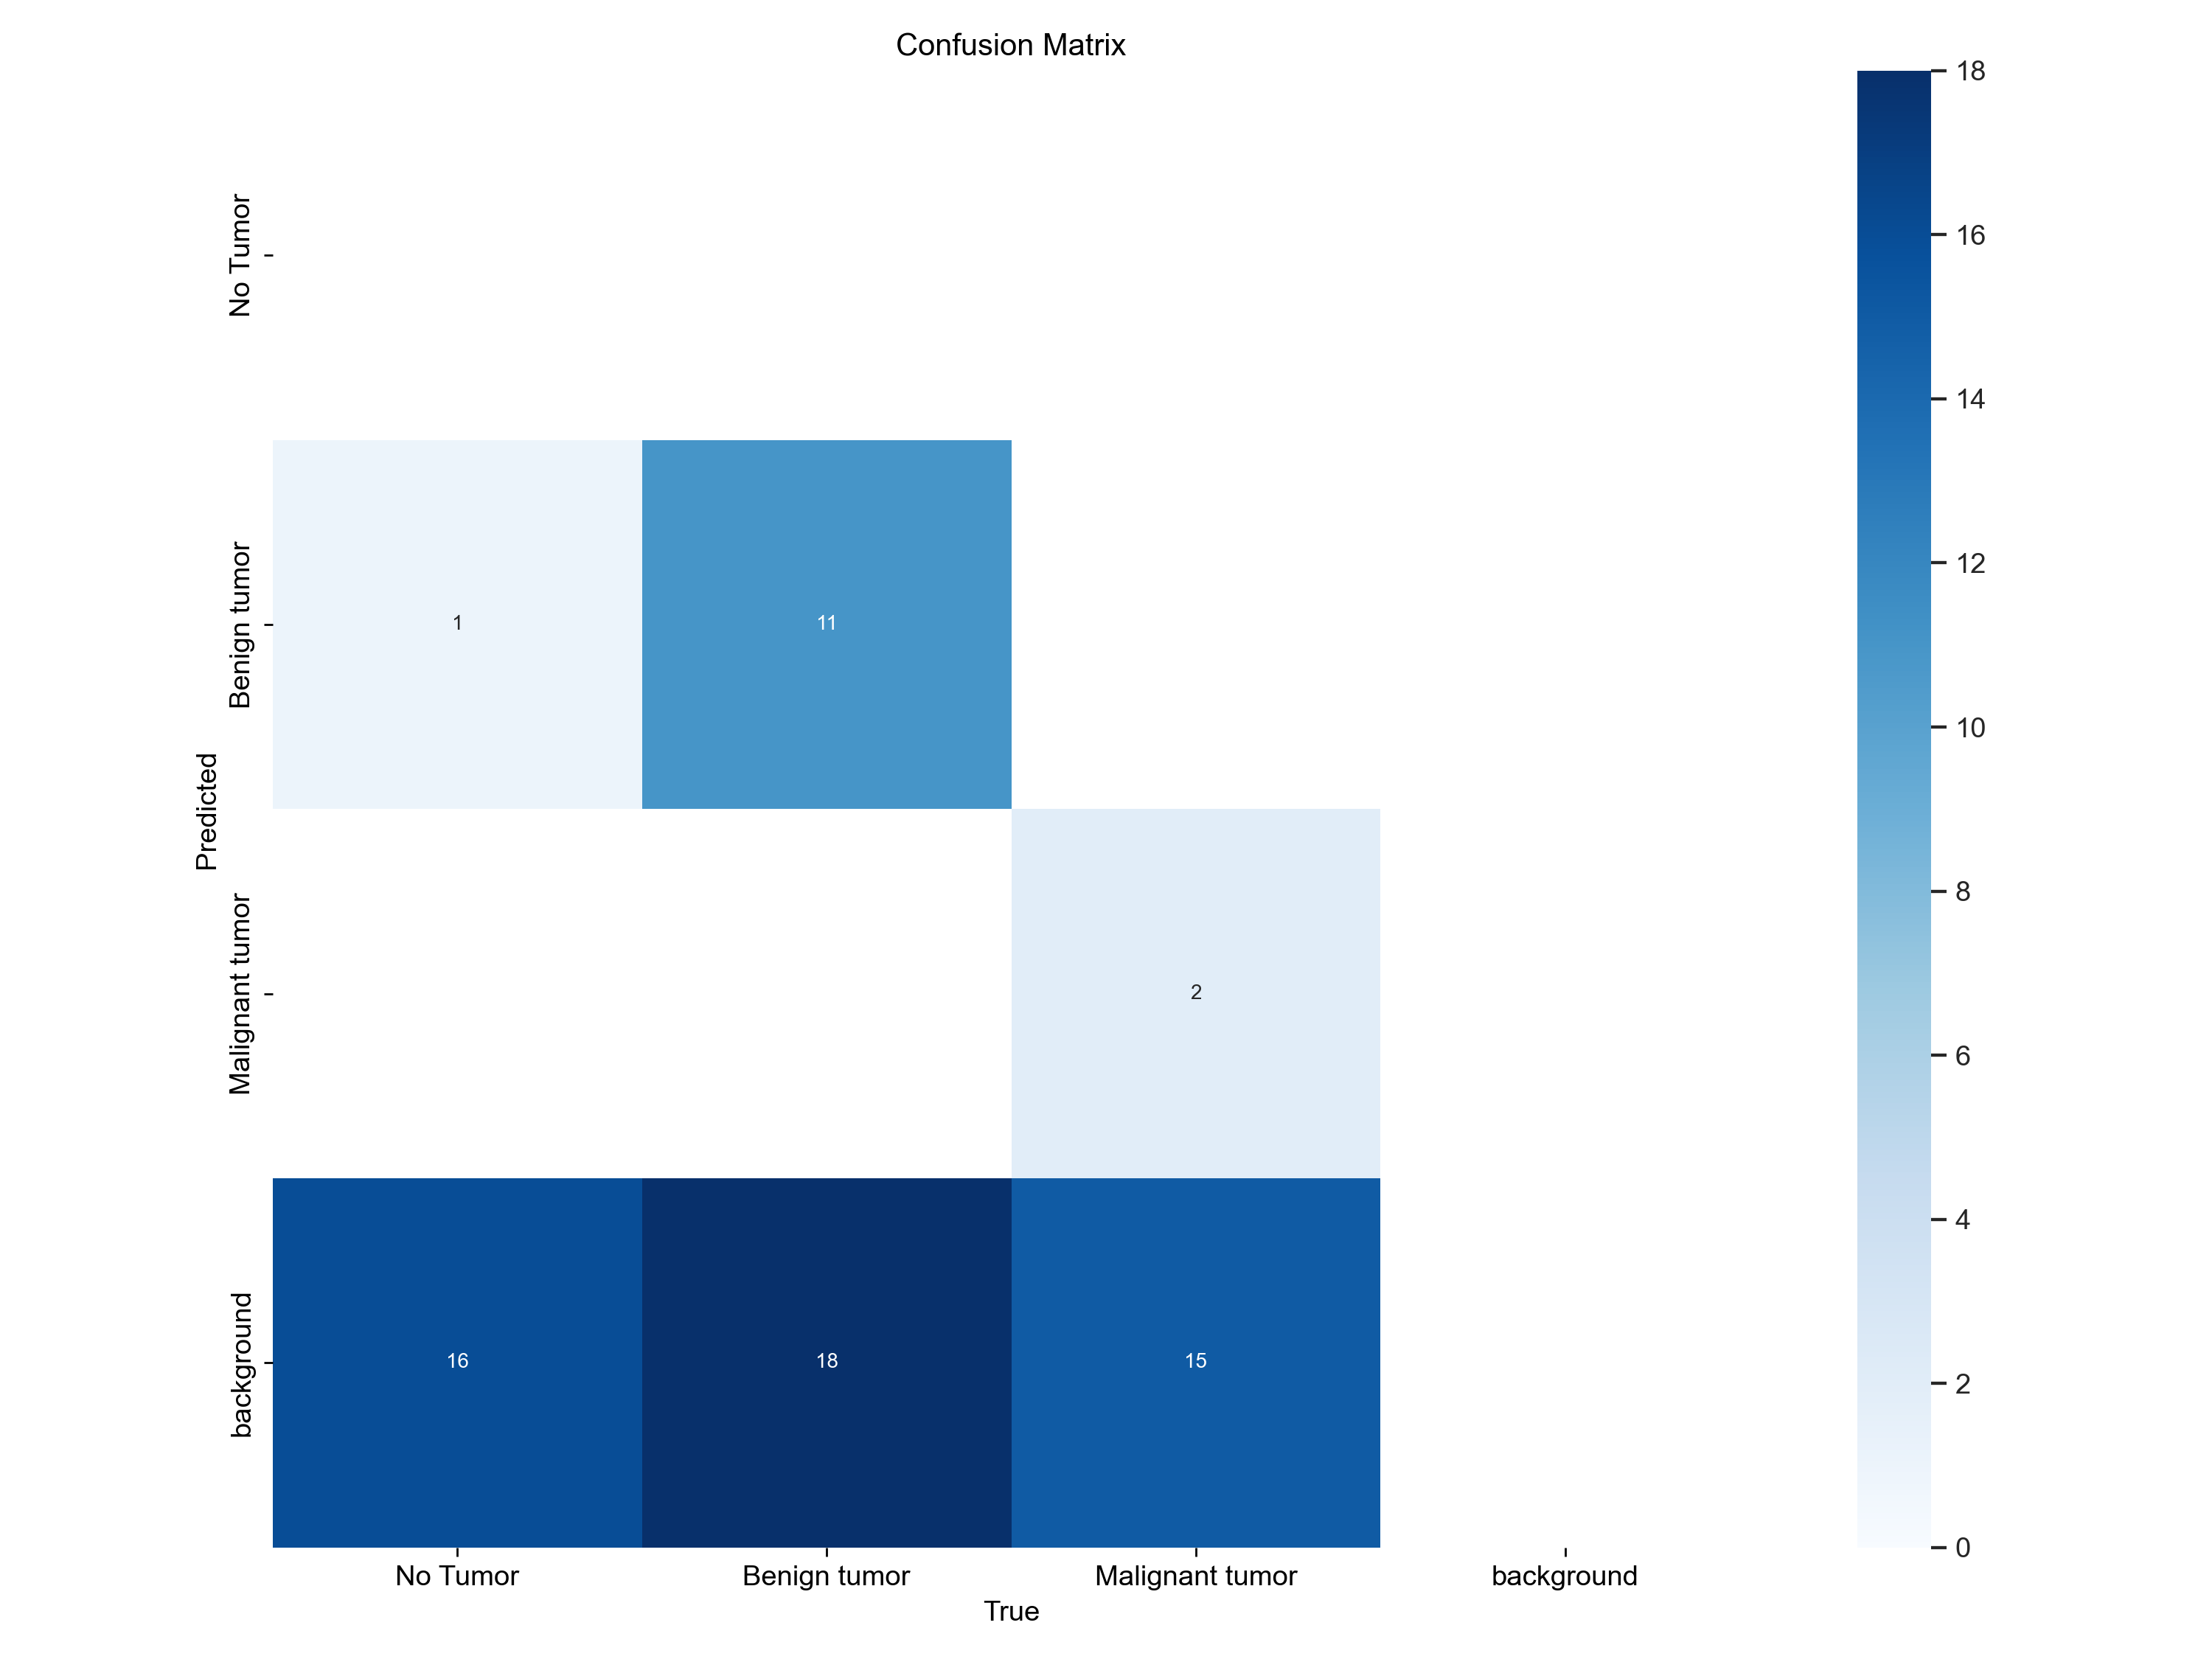 Confusion Matrix
No Tumor
Benign tumor
Malignant tumor
background
Predicted
1
11
2
16
18
15
No Tumor
Benign tumor
Malignant tumor
background
True
18
16
14
12
10
8
6
4
2
0